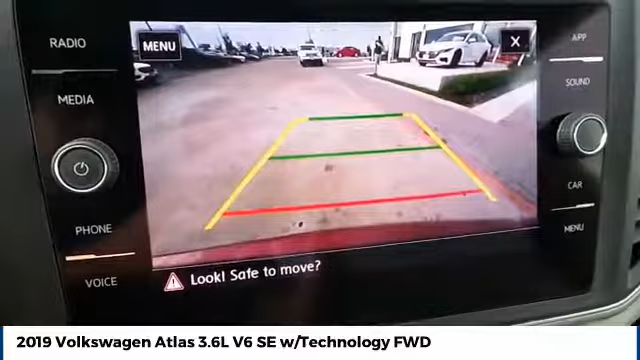 RADIO
MEDIA
PHONE
VOICE
MENU
X
Look! Safe to move?
APP
SOUND
CAR
MENU
2019 Volkswagen Atlas 3.6L V6 SE w/Technology FWD